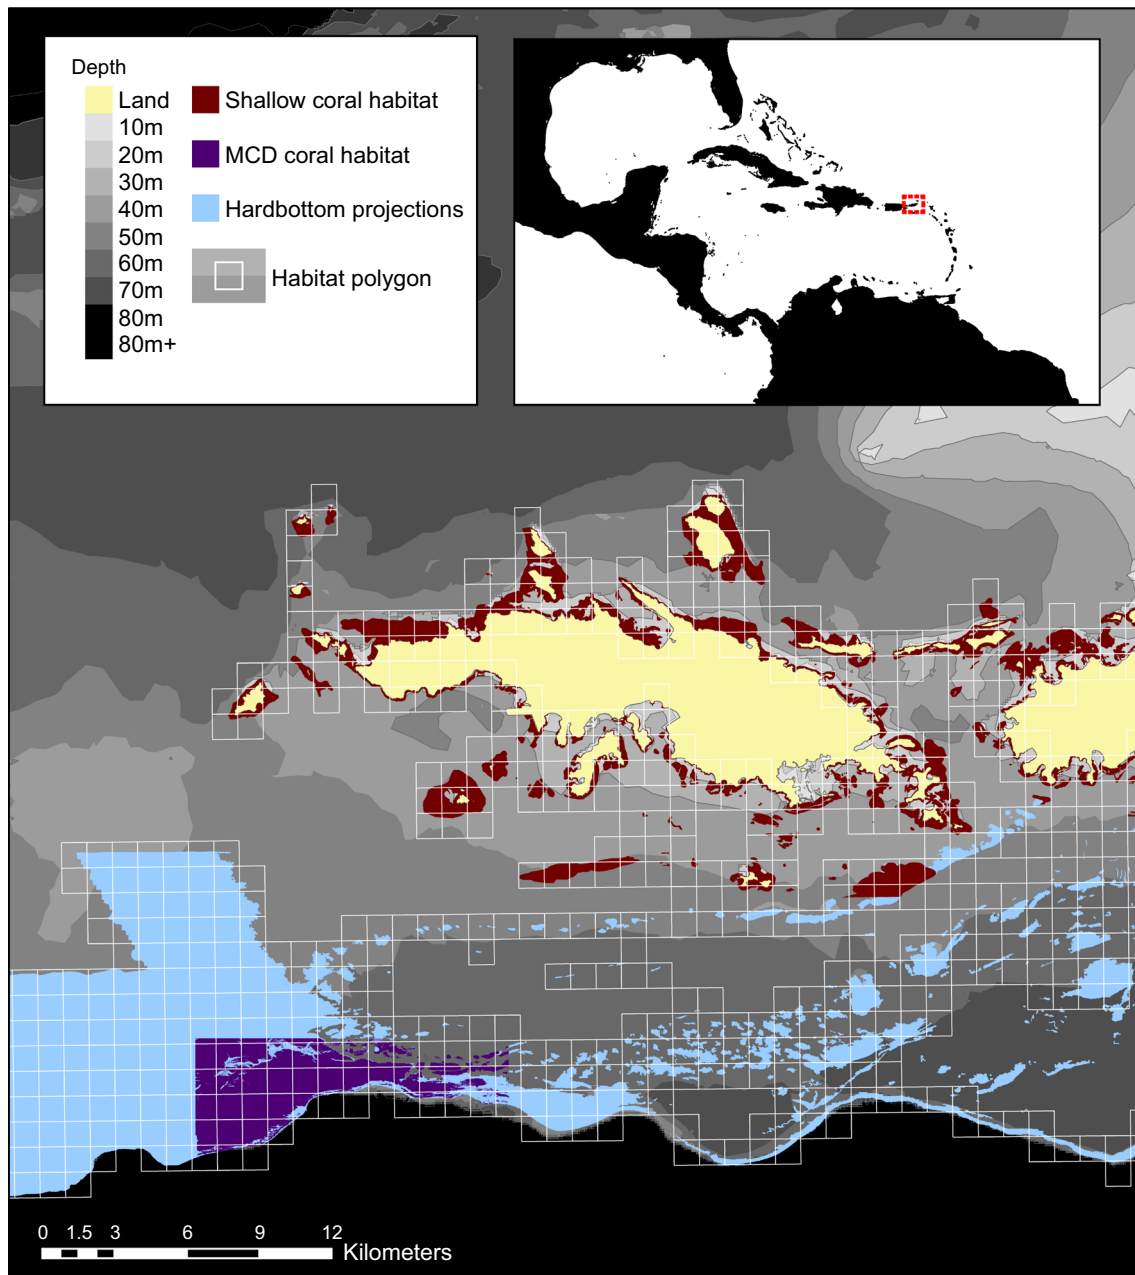 Depth
Land
10m
20m
30m
40m
50m
60m
70m
80m
80m+
Shallow coral habitat
MCD coral habitat
Hardbottom projections
Habitat polygon
0 1.5 3 6 9 12
Kilometers